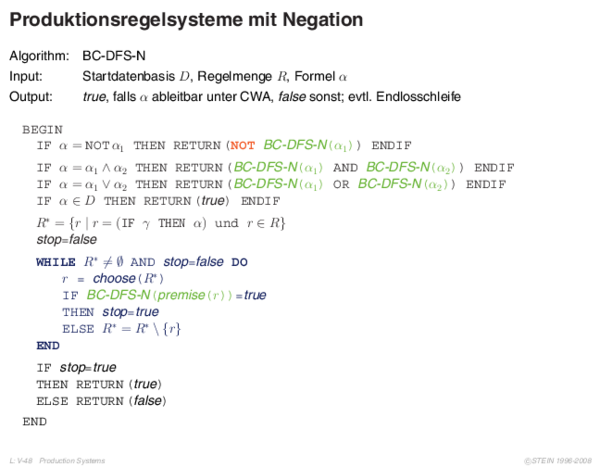 Produktionsregelsysteme mit Negation
Algorithm: BC-DFS-N
Input: Startdatenbasis D, Regelmenge R, Formel α
Output: true, falls α ableitbar unter CWA, false sonst; evtl. Endlosschleife
BEGIN
IF α = NOT α₁ THEN RETURN (NOT BC-DFS-N(α₁)) ENDIF
IF α = α₁ ∧ α₂ THEN RETURN (BC-DFS-N(α₁) AND BC-DFS-N(α₂)) ENDIF
IF α = α₁ ∨ α₂ THEN RETURN (BC-DFS-N(α₁) OR BC-DFS-N(α₂)) ENDIF
IF α ∈ D THEN RETURN (true) ENDIF
R* = {r | r = (IF γ THEN α) und r ∈ R}
stop=false
WHILE R* ≠ ∅ AND stop=false DO
r = choose(R*)
IF BC-DFS-N(premise(r))=true
THEN stop=true
ELSE R* = R* \ {r}
END
IF stop=true
THEN RETURN (true)
ELSE RETURN (false)
END
L: V-48 Production Systems ©STEIN 1996-2008